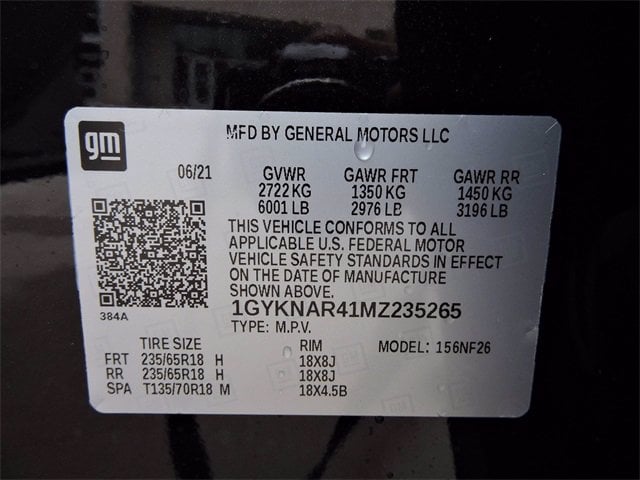 gm
MFD BY GENERAL MOTORS LLC
06/21 GVWR GAWR FRT GAWR RR
2722 KG 1350 KG 1450 KG
6001 LB 2976 LB 3196 LB
THIS VEHICLE CONFORMS TO ALL
APPLICABLE U.S. FEDERAL MOTOR
VEHICLE SAFETY STANDARDS IN EFFECT
ON THE DATE OF MANUFACTURE
SHOWN ABOVE.
384A
1GYKNAR41MZ235265
TYPE: M.P.V.
TIRE SIZE RIM MODEL: 156NF26
FRT 235/65R18 H 18X8J
RR 235/65R18 H 18X8J
SPA T135/70R18 M 18X4.5B